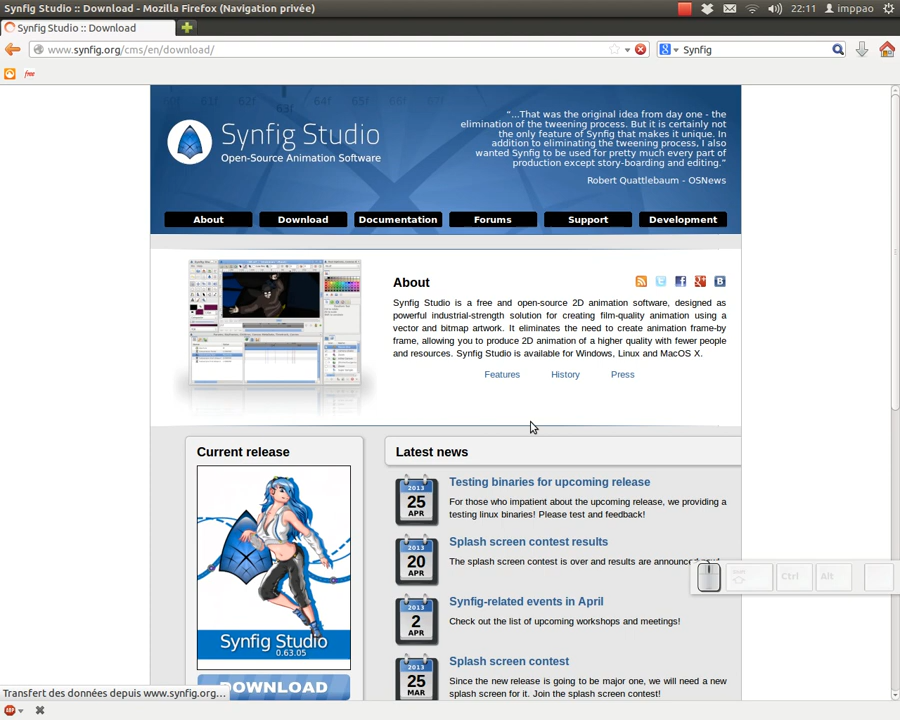 Synfig Studio :: Download - Mozilla Firefox (Navigation privée)
22:11
imppao
Synfig Studio :: Download
www.synfig.org/cms/en/download/
Synfig
free
61f 62f 63f 64f 65f 66f 67f
Synfig Studio
Open-Source Animation Software
“...That was the original idea from day one - the
elimination of the tweening process. But it is certainly not
the only feature of Synfig that makes it unique. In
addition to eliminating the tweening process, I also
wanted Synfig to be used for pretty much every part of
production except story-boarding and editing.”
Robert Quattlebaum - OSNews
About Download Documentation Forums Support Development
About
Synfig Studio is a free and open-source 2D animation software, designed as
powerful industrial-strength solution for creating film-quality animation using a
vector and bitmap artwork. It eliminates the need to create animation frame-by
frame, allowing you to produce 2D animation of a higher quality with fewer people
and resources. Synfig Studio is available for Windows, Linux and MacOS X.
Features History Press
Current release
Synfig Studio
0.63.05
DOWNLOAD
Latest news
2013
25
APR
Testing binaries for upcoming release
For those who impatient about the upcoming release, we providing a
testing linux binaries! Please test and feedback!
2013
20
APR
Splash screen contest results
The splash screen contest is over and results are announced
2013
2
APR
Synfig-related events in April
Check out the list of upcoming workshops and meetings!
2013
25
MAR
Splash screen contest
Since the new release is going to be major one, we will need a new
splash screen for it. Join the splash screen contest!
Shift Ctrl Alt
Transfert des données depuis www.synfig.org…
ABP